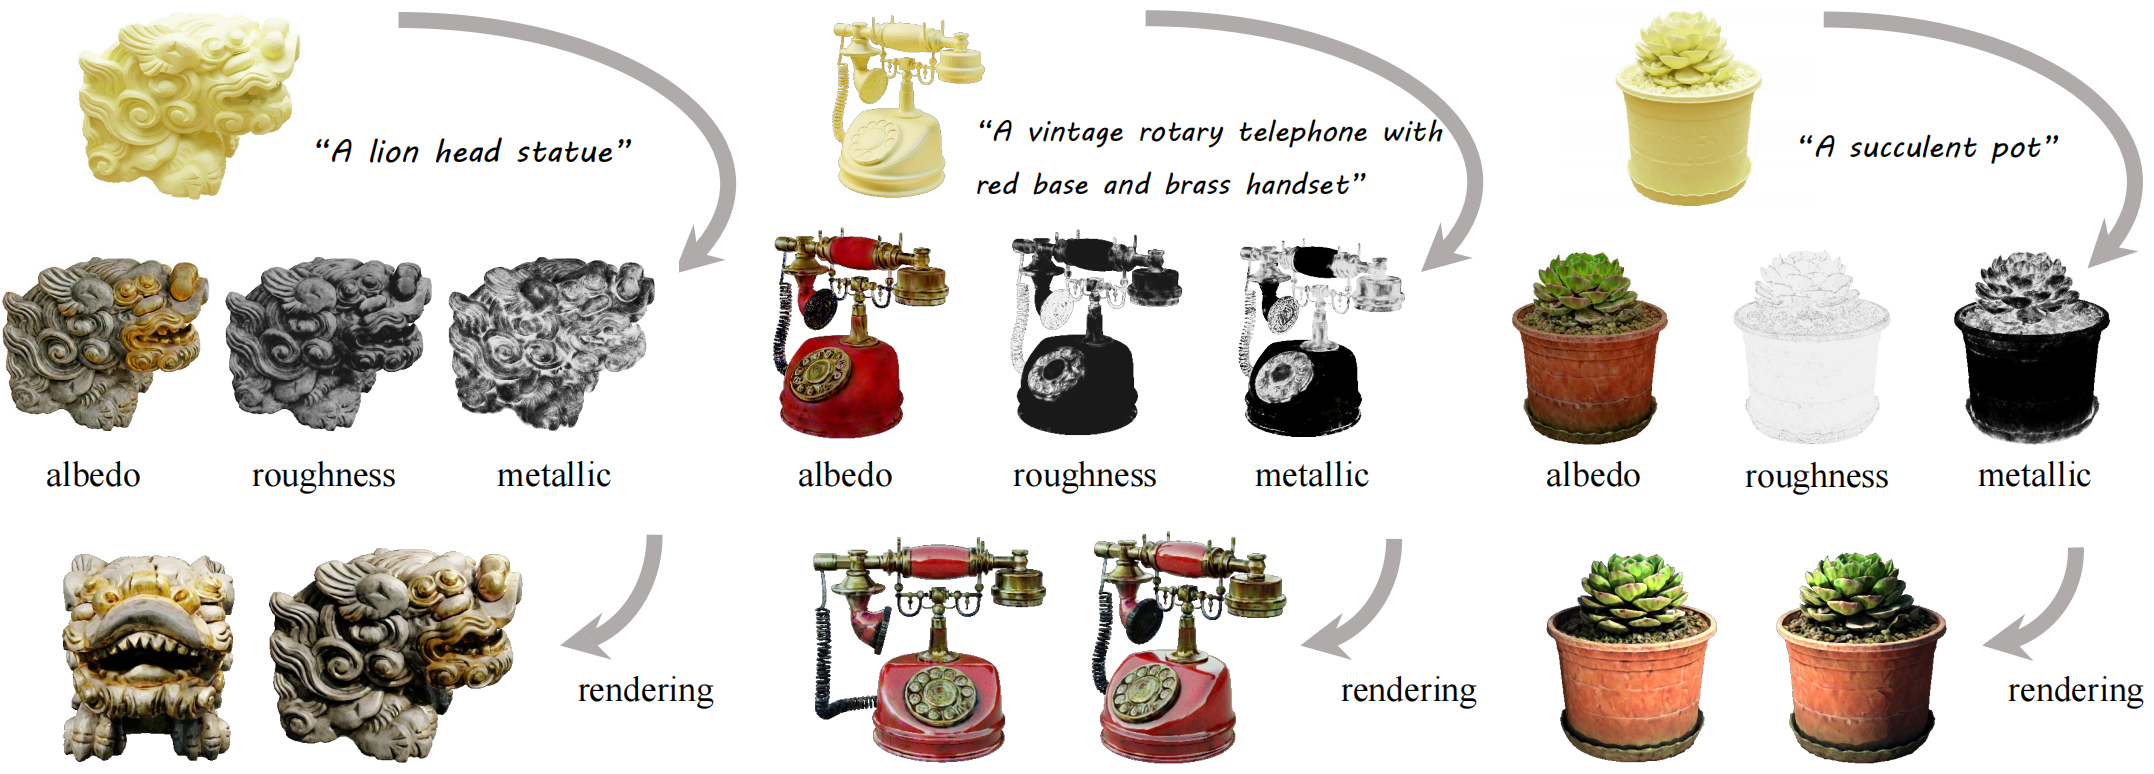 “A lion head statue”
“A vintage rotary telephone with
red base and brass handset”
“A succulent pot”
albedo
roughness
metallic
albedo
roughness
metallic
albedo
roughness
metallic
rendering
rendering
rendering